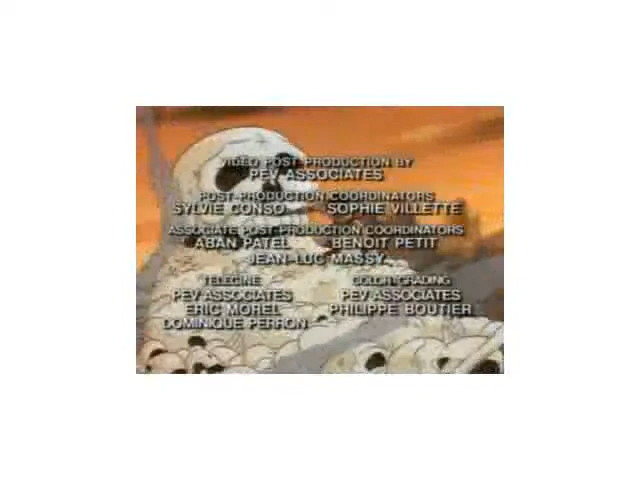 VIDEO POST-PRODUCTION BY
PEV ASSOCIATES
POST-PRODUCTION COORDINATORS
SYLVIE CONSO SOPHIE VILLETTE
ASSOCIATE POST-PRODUCTION COORDINATORS
ABAN PATEL BENOIT PETIT
JEAN-LUC MASSY
TELECINE COLOR GRADING
PEV ASSOCIATES PEV ASSOCIATES
ERIC MOREL PHILIPPE BOUTIER
DOMINIQUE PERRON